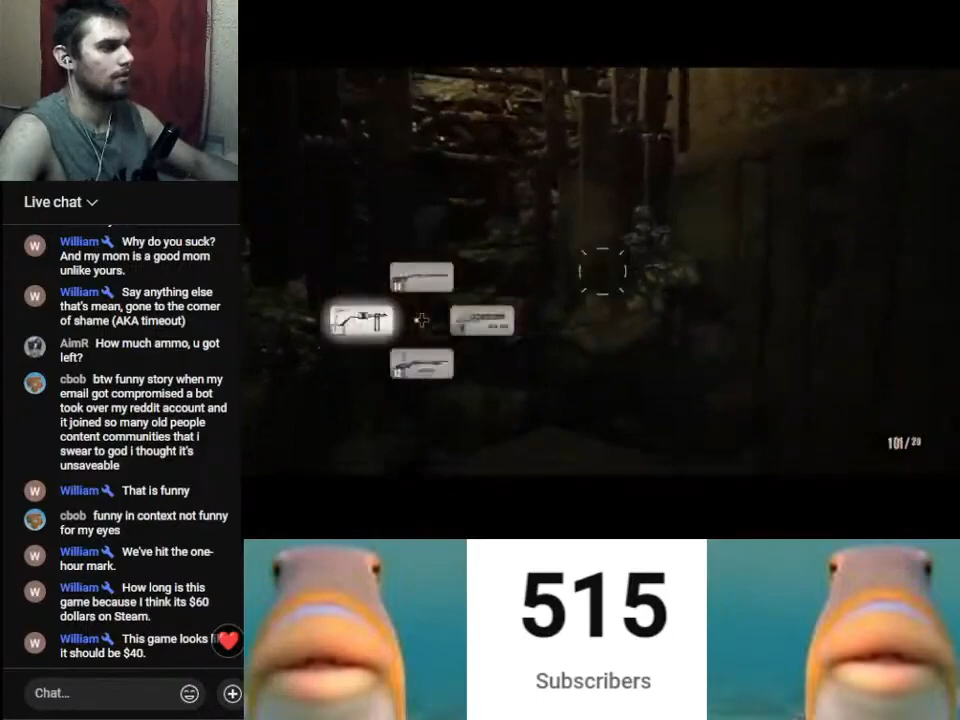 Live chat
William Why do you suck?
And my mom is a good mom
unlike yours.
William Say anything else
that's mean, gone to the corner
of shame (AKA timeout)
AimR How much ammo, u got
left?
cbob btw funny story when my
email got compromised a bot
took over my reddit account and
it joined so many old people
content communities that i
swear to god i thought it's
unsaveable
William That is funny
cbob funny in context not funny
for my eyes
William We've hit the one-
hour mark.
William How long is this
game because I think its $60
dollars on Steam.
William This game looks
it should be $40.
Chat...
101/20
515
Subscribers